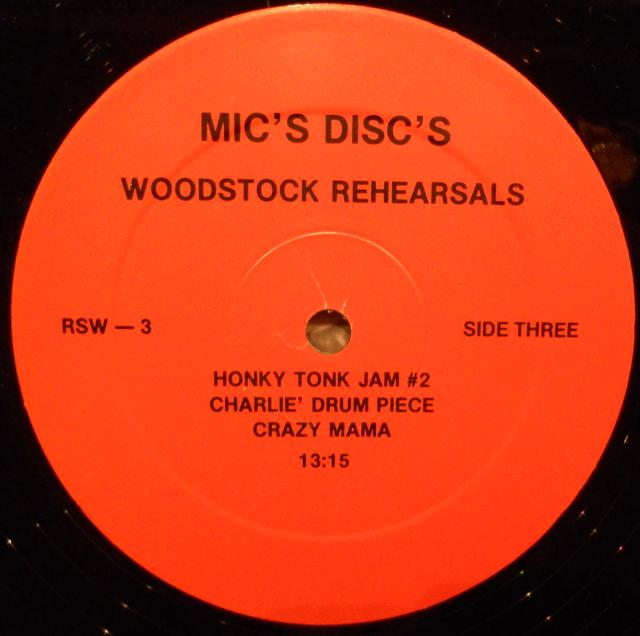 MIC'S DISC'S
WOODSTOCK REHEARSALS
RSW — 3
SIDE THREE
HONKY TONK JAM #2
CHARLIE' DRUM PIECE
CRAZY MAMA
13:15